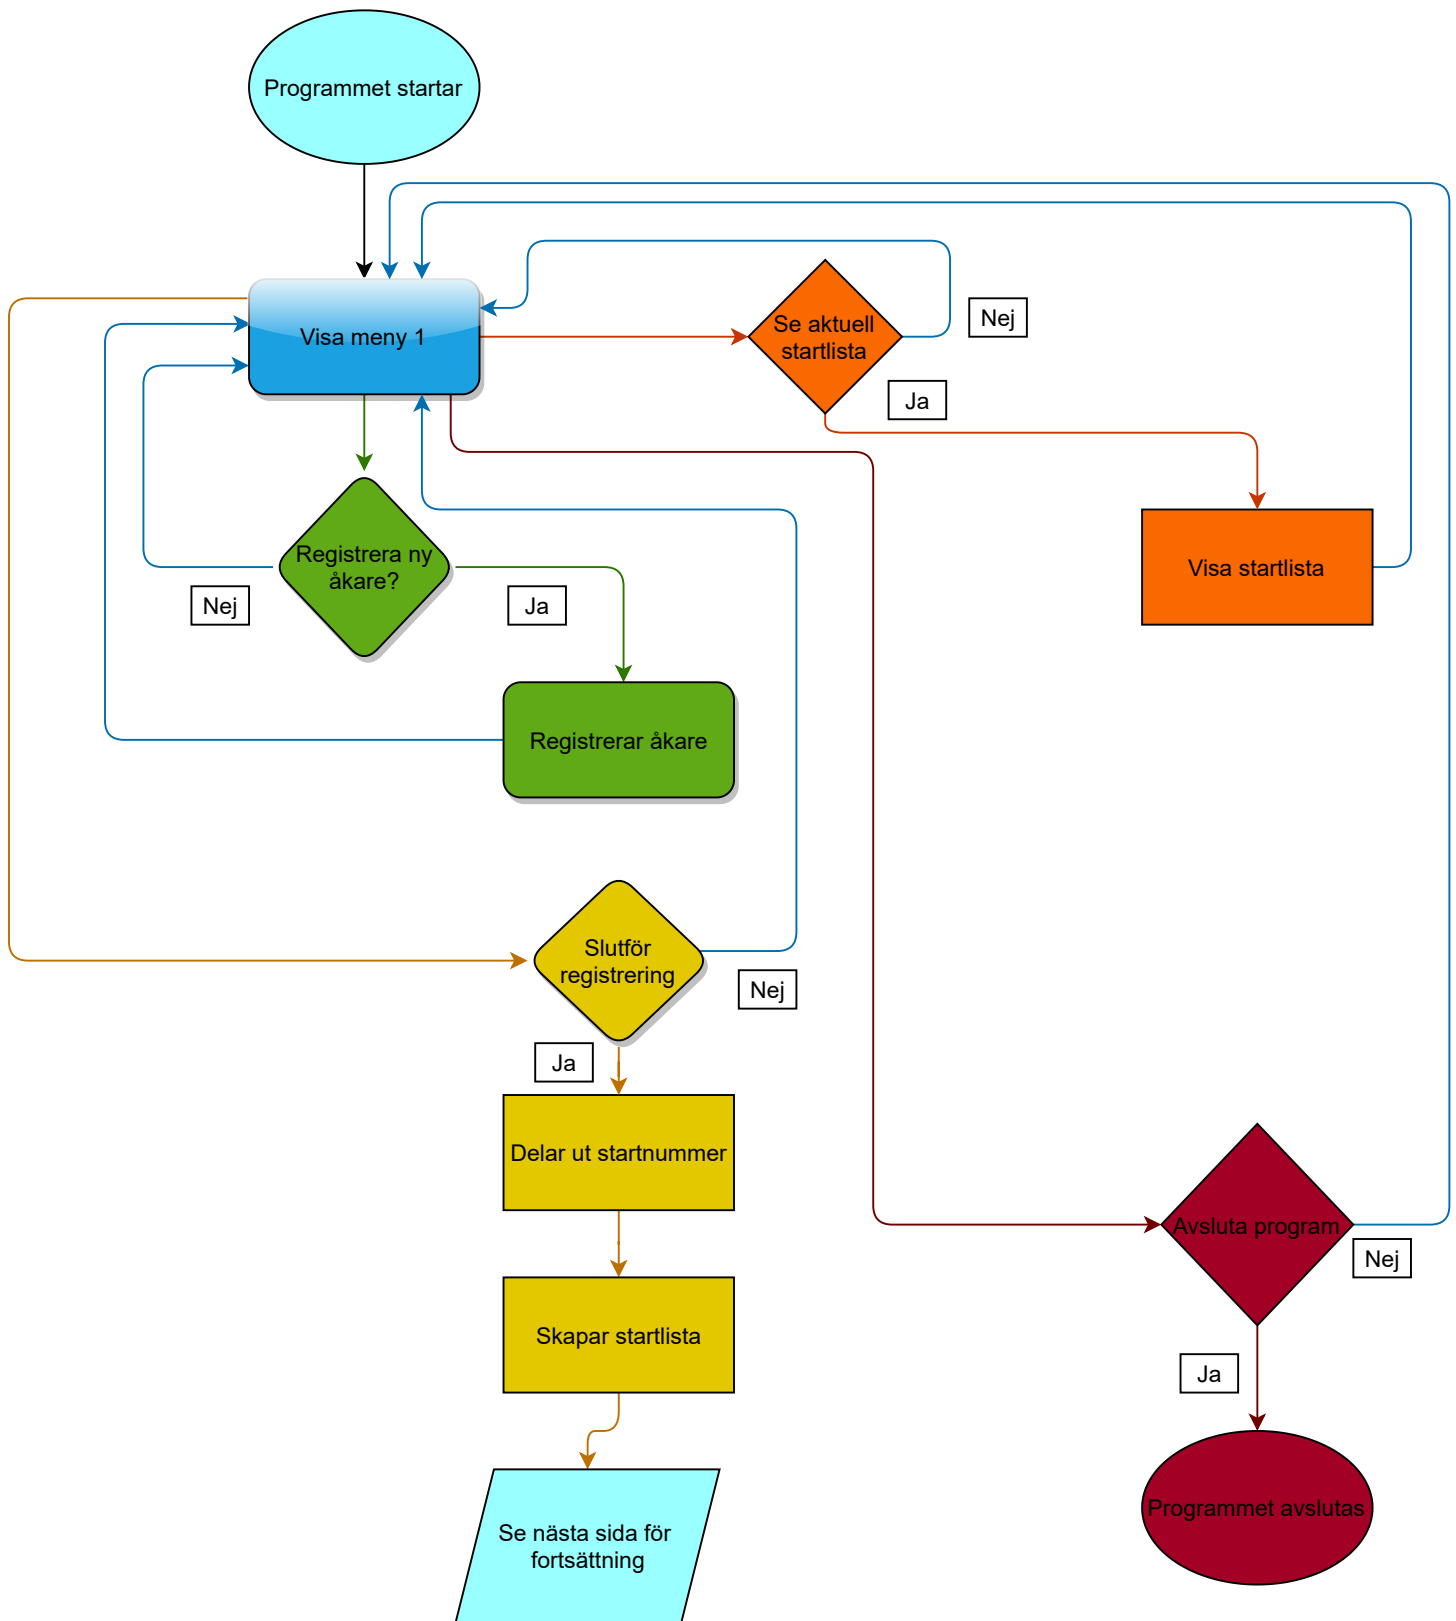 Programmet startar
Visa meny 1
Se aktuell
startlista
Nej
Ja
Registrera ny
åkare?
Nej
Ja
Visa startlista
Registrerar åkare
Slutför
registrering
Nej
Ja
Delar ut startnummer
Avsluta program
Nej
Skapar startlista
Ja
Programmet avslutas
Se nästa sida för
fortsättning